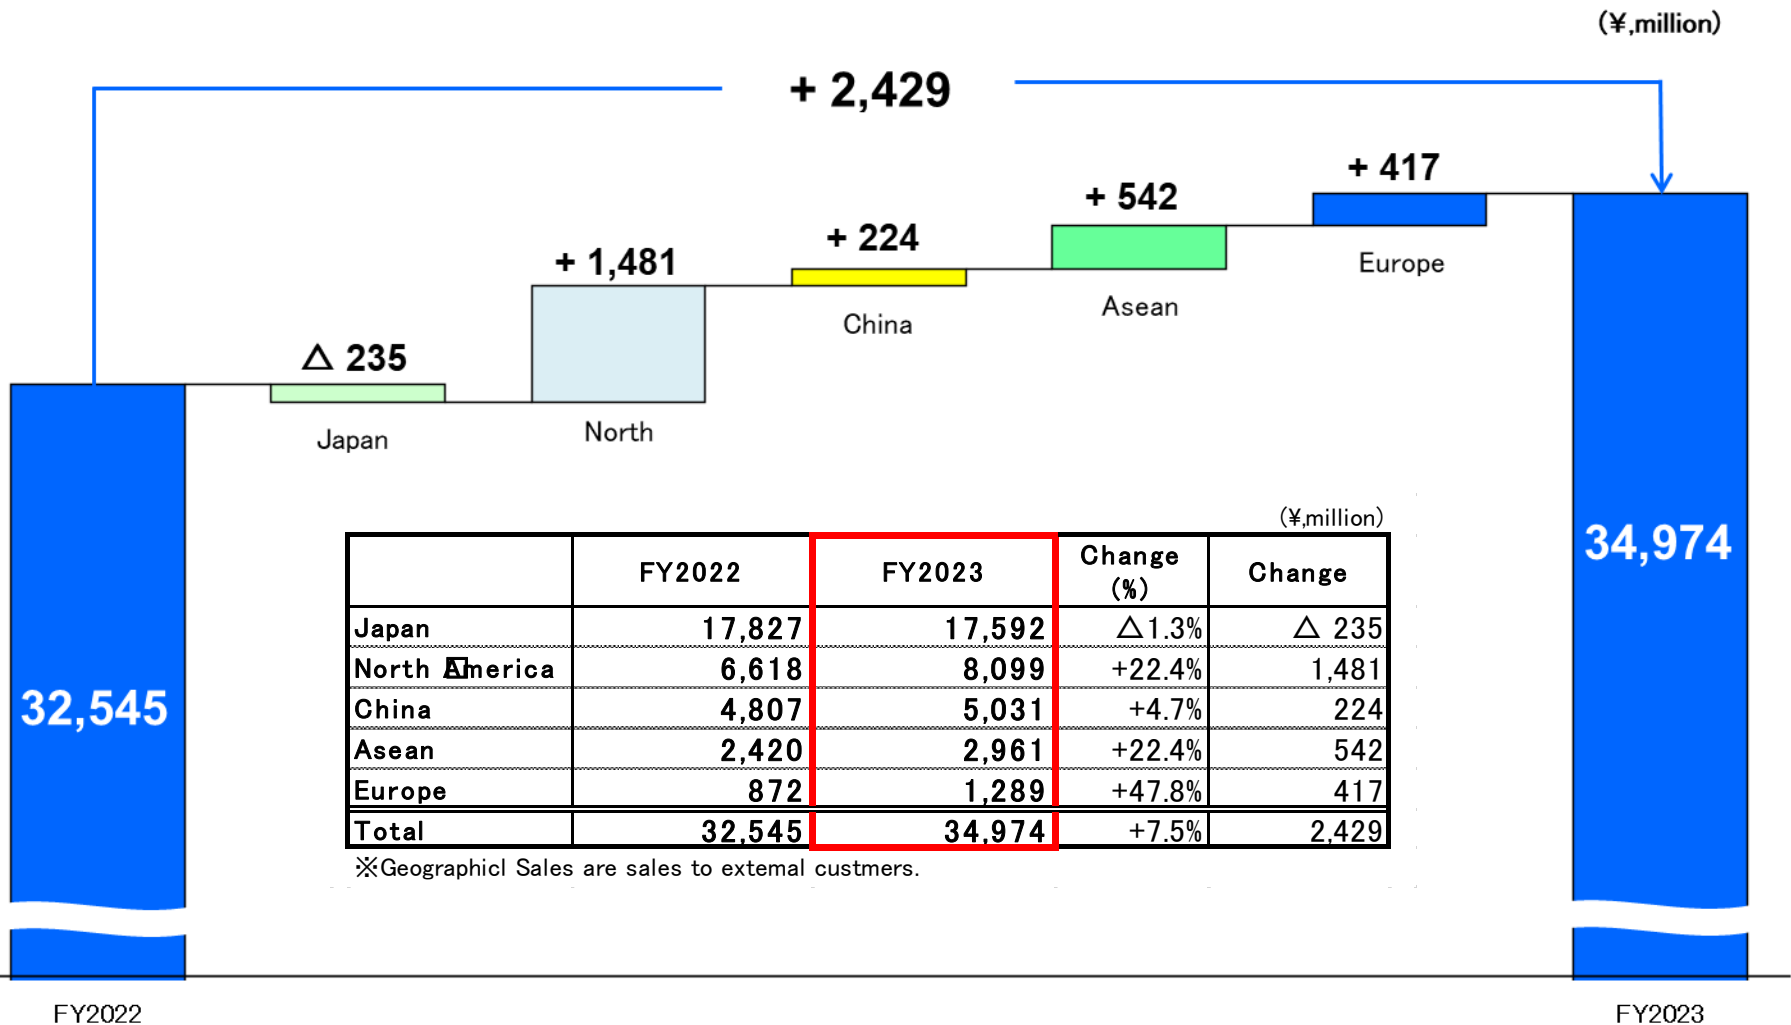 (¥,million)
+ 2,429
+ 417
+ 542
+ 224
+ 1,481
△ 235
Europe
Asean
China
North
Japan
32,545
34,974
(¥,million)
FY2022 FY2023 Change (%) Change
Japan 17,827 17,592 △1.3% △ 235
North America 6,618 8,099 +22.4% 1,481
China 4,807 5,031 +4.7% 224
Asean 2,420 2,961 +22.4% 542
Europe 872 1,289 +47.8% 417
Total 32,545 34,974 +7.5% 2,429
※Geographicl Sales are sales to extemal custmers.
FY2022
FY2023